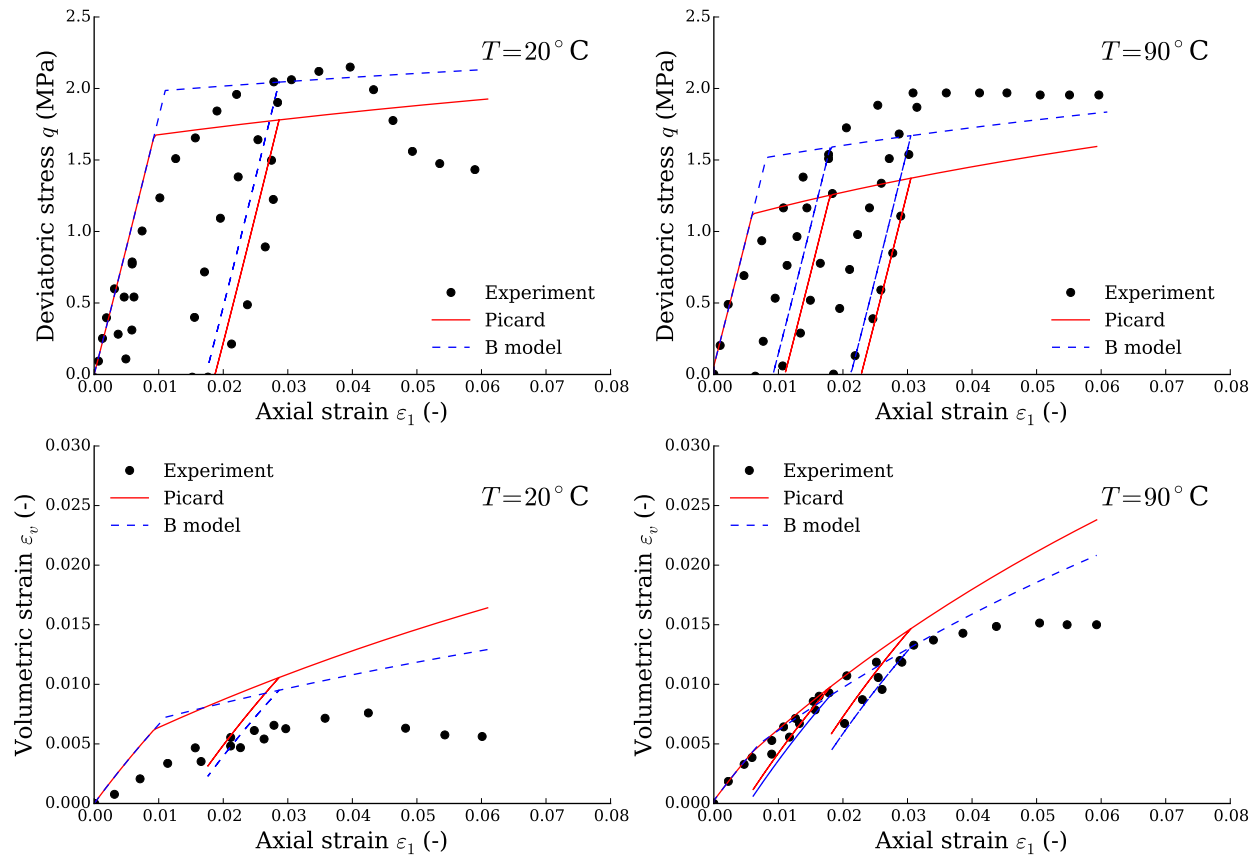 2.5
2.0
1.5
1.0
0.5
0.0
0.00 0.01 0.02 0.03 0.04 0.05 0.06 0.07 0.08
Deviatoric stress q (MPa)
Axial strain ε₁ (-)
T=20°C
Experiment
Picard
B model
2.5
2.0
1.5
1.0
0.5
0.0
0.00 0.01 0.02 0.03 0.04 0.05 0.06 0.07 0.08
Deviatoric stress q (MPa)
Axial strain ε₁ (-)
T=90°C
Experiment
Picard
B model
0.030
0.025
0.020
0.015
0.010
0.005
0.000
0.00 0.01 0.02 0.03 0.04 0.05 0.06 0.07 0.08
Volumetric strain εᵥ (-)
Axial strain ε₁ (-)
T=20°C
Experiment
Picard
B model
0.030
0.025
0.020
0.015
0.010
0.005
0.000
0.00 0.01 0.02 0.03 0.04 0.05 0.06 0.07 0.08
Volumetric strain εᵥ (-)
Axial strain ε₁ (-)
T=90°C
Experiment
Picard
B model